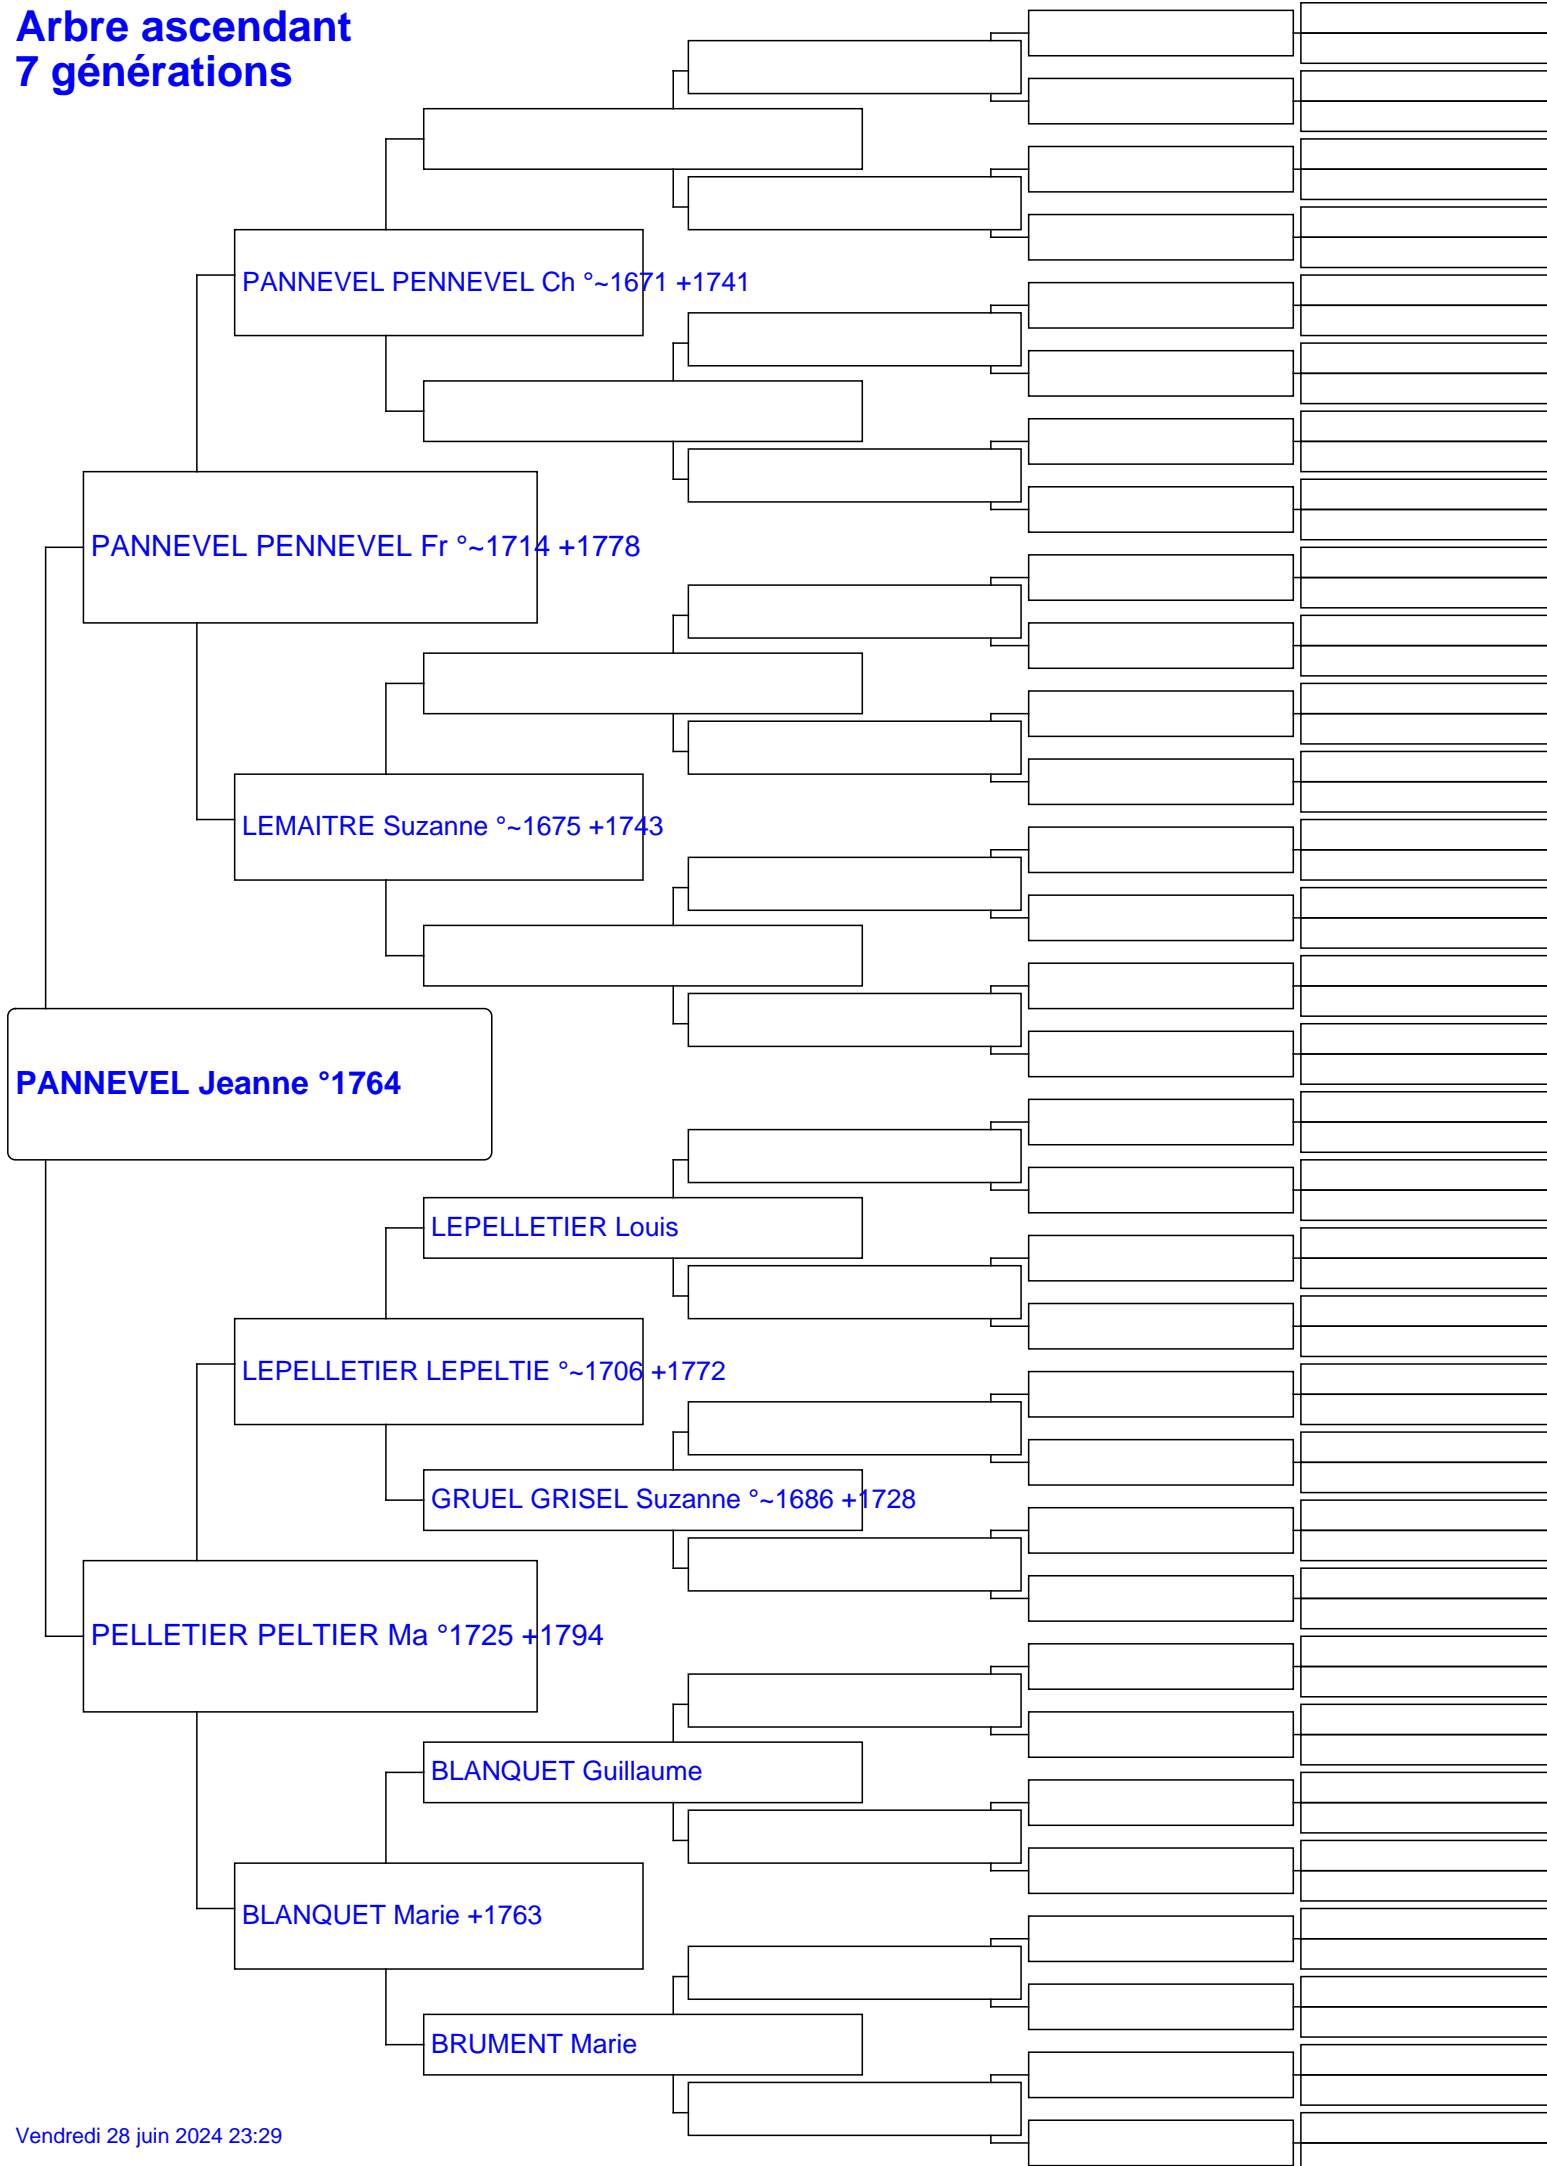 Arbre ascendant
7 générations
PANNEVEL PENNEVEL Ch °~1671 +1741
PANNEVEL PENNEVEL Fr °~1714 +1778
LEMAITRE Suzanne °~1675 +1743
PANNEVEL Jeanne °1764
LEPELLETIER Louis
LEPELLETIER LEPELTIE °~1706 +1772
GRUEL GRISEL Suzanne °~1686 +1728
PELLETIER PELTIER Ma °1725 +1794
BLANQUET Guillaume
BLANQUET Marie +1763
BRUMENT Marie
Vendredi 28 juin 2024 23:29